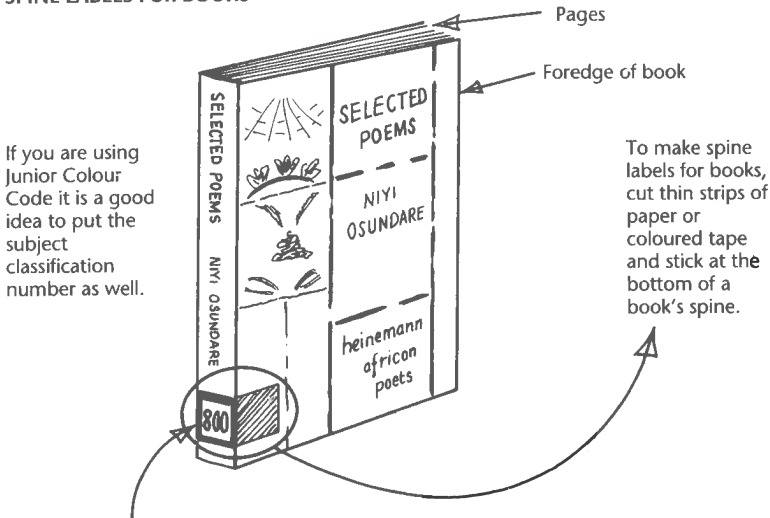 SPINE LABELS FOR BOOKS
Pages
Foredge of book
If you are using
Junior Colour
Code it is a good
idea to put the
subject
classification
number as well.
SELECTED POEMS NIYI OSUNDARE
SELECTED
POEMS
NIYI
OSUNDARE
heinemann
african
poets
800
To make spine
labels for books,
cut thin strips of
paper or
coloured tape
and stick at the
bottom of a
book's spine.